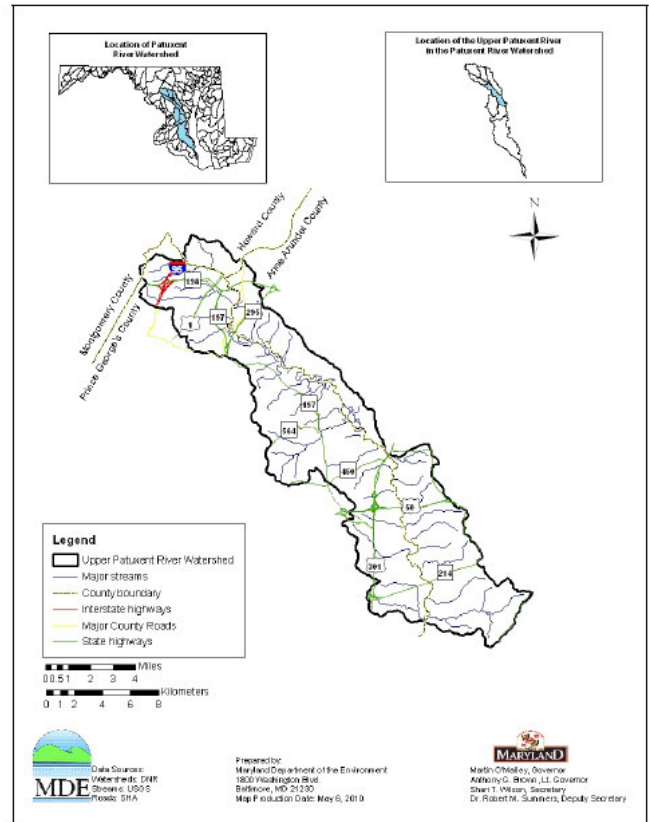 Location of Patuxent
River Watershed
Location of the Upper Patuxent River
in the Patuxent River Watershed
N
Howard County
Anne Arundel County
Montgomery County
Prince George's County
95
198
1
197
295
197
564
450
50
301
214
Legend
Upper Patuxent River Watershed
Major streams
County boundary
Interstate highways
Major County Roads
State highways
Miles
0 0.5 1 2 3 4
Kilometers
0 1 2 4 6 8
MDE
Data Sources:
Watersheds: DNR
Streams: USGS
Roads: SHA
Prepared by:
Maryland Department of the Environment
1800 Washington Blvd.
Baltimore, MD 21230
Map Production Date: May 6, 2010
MARYLAND
Martin O'Malley, Governor
Anthony G. Brown, Lt. Governor
Shari T. Wilson, Secretary
Dr. Robert M. Summers, Deputy Secretary